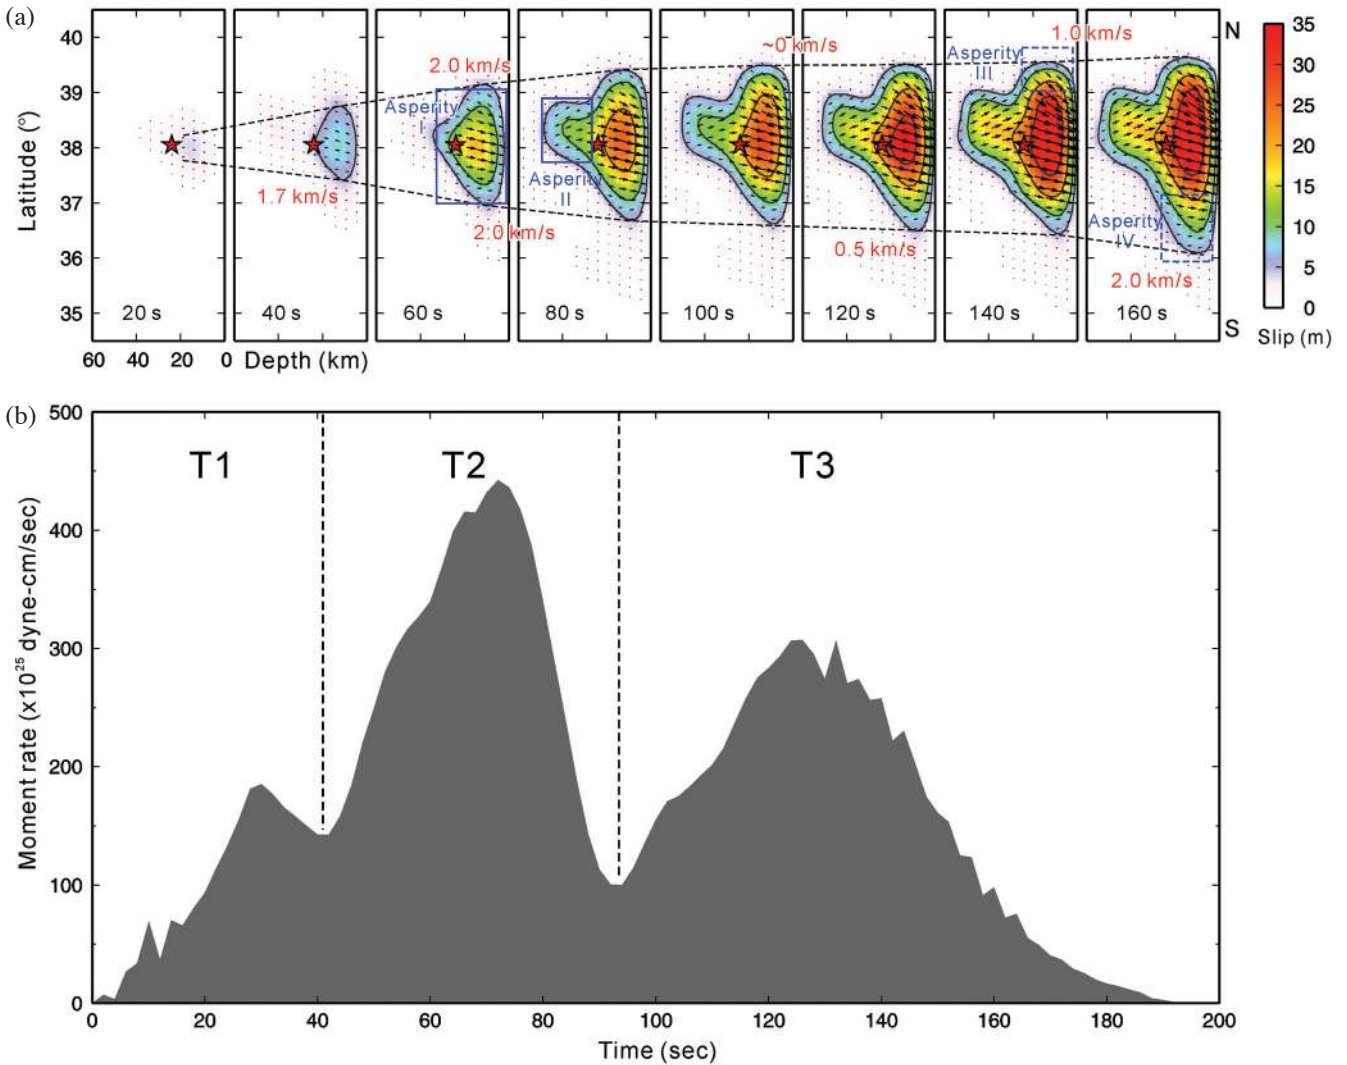 (a)
40
39
38
37
36
35
Latitude (°)
2.0 km/s
~0 km/s
1.0 km/s
N
Asperity
I
Asperity
III
1.7 km/s
Asperity
II
2.0 km/s
0.5 km/s
Asperity
IV
2.0 km/s
20 s
40 s
60 s
80 s
100 s
120 s
140 s
160 s
S
60 40 20 0
Depth (km)
35
30
25
20
15
10
5
0
Slip (m)
(b)
500
400
300
200
100
0
Moment rate (x10²⁵ dyne-cm/sec)
T1
T2
T3
0 20 40 60 80 100 120 140 160 180 200
Time (sec)